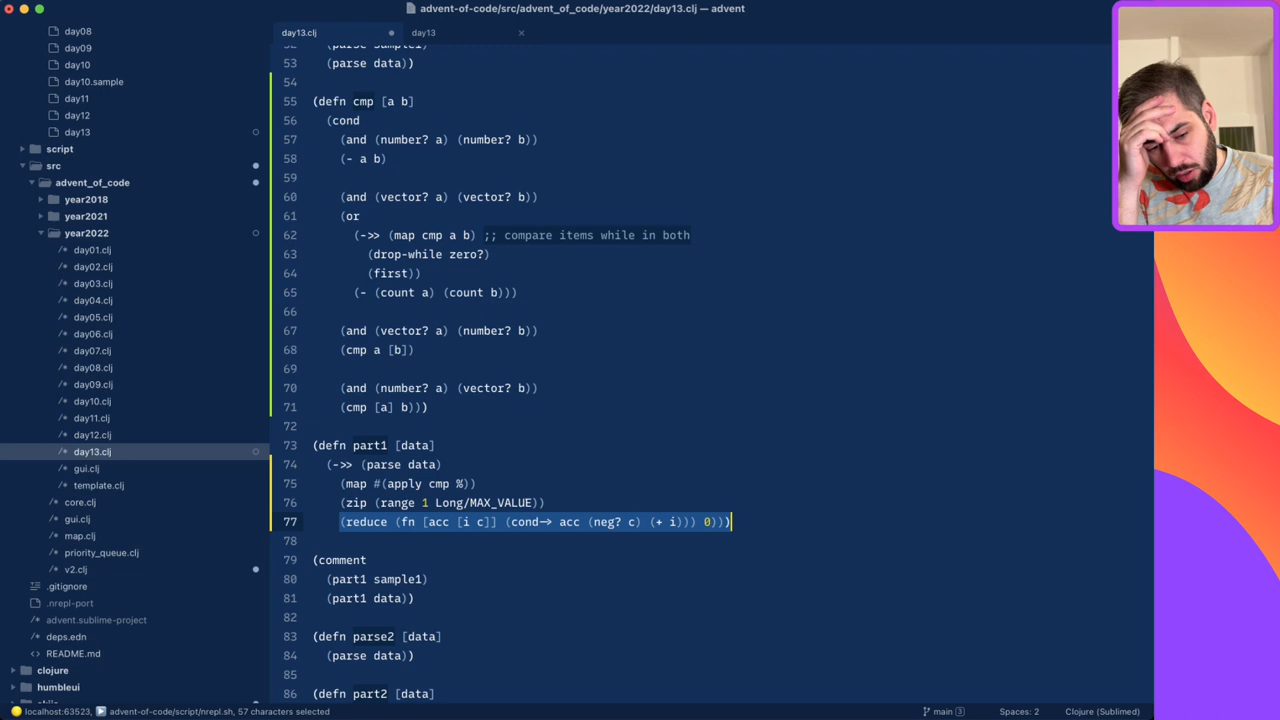 advent-of-code/src/advent_of_code/year2022/day13.clj — advent
day13.clj
day13
day08
day09
day10
day10.sample
day11
day12
day13
script
src
advent_of_code
year2018
year2021
year2022
/* day01.clj
/* day02.clj
/* day03.clj
/* day04.clj
/* day05.clj
/* day06.clj
/* day07.clj
/* day08.clj
/* day09.clj
/* day10.clj
/* day11.clj
/* day12.clj
/* day13.clj
/* gui.clj
/* template.clj
/* core.clj
/* gui.clj
/* map.clj
/* priority_queue.clj
/* v2.clj
.gitignore
.nrepl-port
advent.sublime-project
deps.edn
<> README.md
clojure
humbleui
52 (parse sample1)
53 (parse data))
54
55 (defn cmp [a b]
56 (cond
57 (and (number? a) (number? b))
58 (- a b)
59
60 (and (vector? a) (vector? b))
61 (or
62 (->> (map cmp a b) ;; compare items while in both
63 (drop-while zero?)
64 (first))
65 (- (count a) (count b)))
66
67 (and (vector? a) (number? b))
68 (cmp a [b])
69
70 (and (number? a) (vector? b))
71 (cmp [a] b)))
72
73 (defn part1 [data]
74 (->> (parse data)
75 (map #(apply cmp %))
76 (zip (range 1 Long/MAX_VALUE))
77 (reduce (fn [acc [i c]] (cond-> acc (neg? c) (+ i))) 0)))
78
79 (comment
80 (part1 sample1)
81 (part1 data))
82
83 (defn parse2 [data]
84 (parse data))
85
86 (defn part2 [data]
localhost:63523, advent-of-code/script/nrepl.sh, 57 characters selected
main 3
Spaces: 2
Clojure (Sublimed)